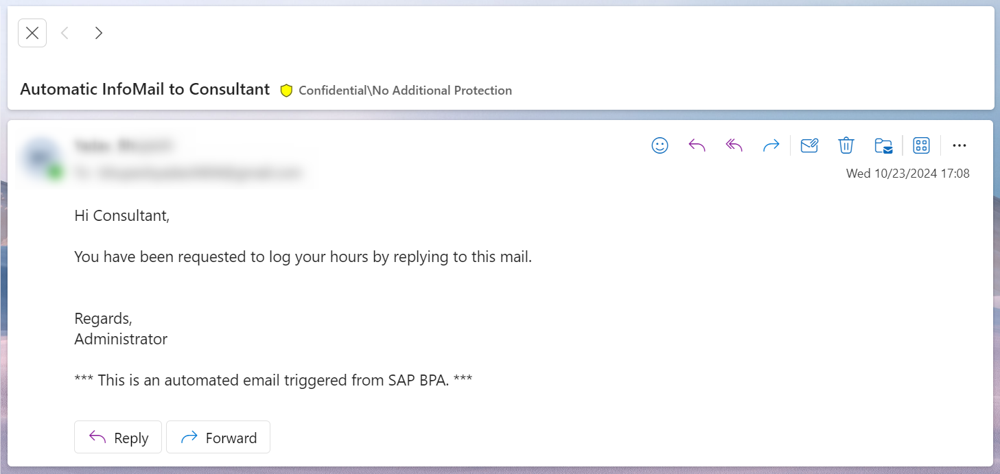 Automatic InfoMail to Consultant Confidential\No Additional Protection
Wed 10/23/2024 17:08
Hi Consultant,
You have been requested to log your hours by replying to this mail.
Regards,
Administrator
*** This is an automated email triggered from SAP BPA. ***
Reply Forward